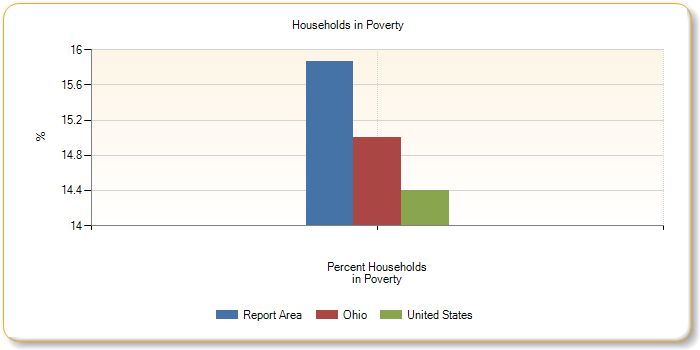 Households in Poverty
16
15.6
15.2
%
14.8
14.4
14
Percent Households
in Poverty
Report Area Ohio United States